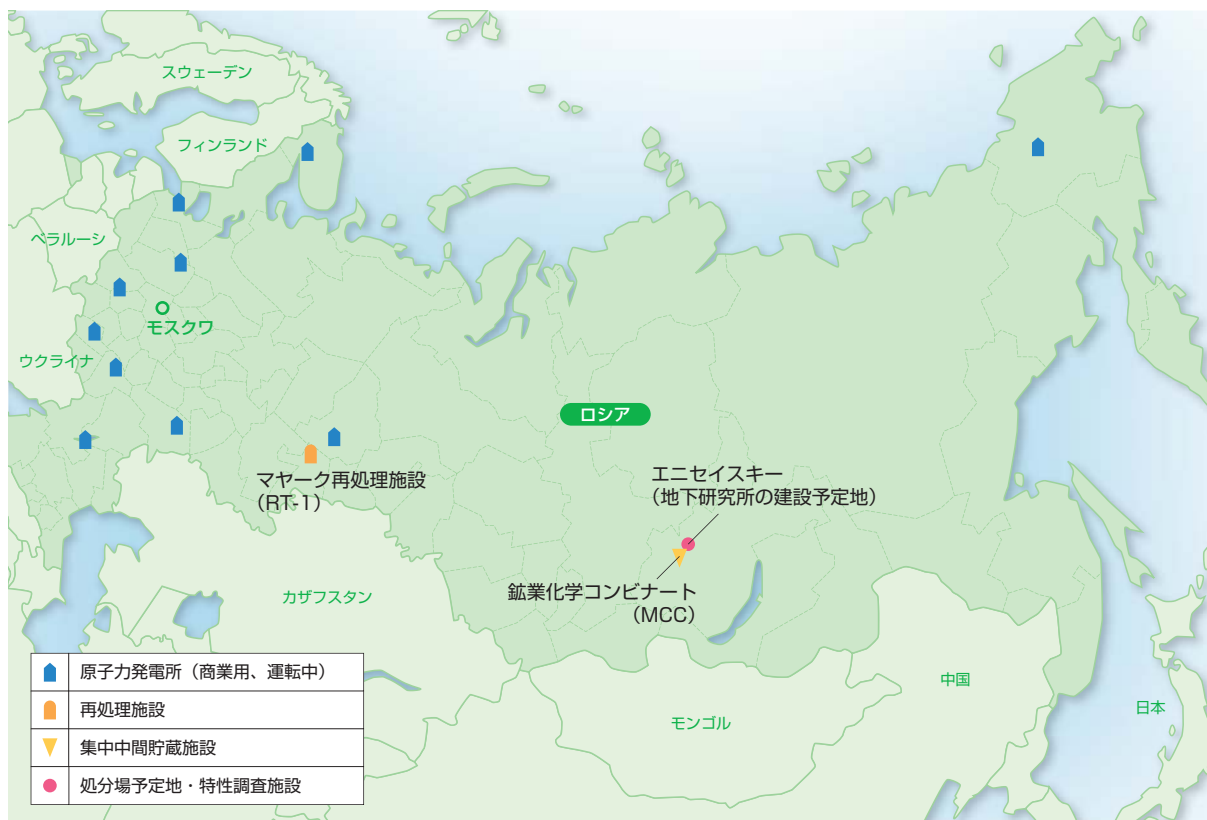 スウェーデン
フィンランド
ベラルーシ
モスクワ
ウクライナ
ロシア
マヤーク再処理施設
（RT-1）
エニセイスキー
（地下研究所の建設予定地）
鉱業化学コンビナート
（MCC）
カザフスタン
モンゴル
中国
日本
原子力発電所（商業用、運転中）
再処理施設
集中中間貯蔵施設
処分場予定地・特性調査施設